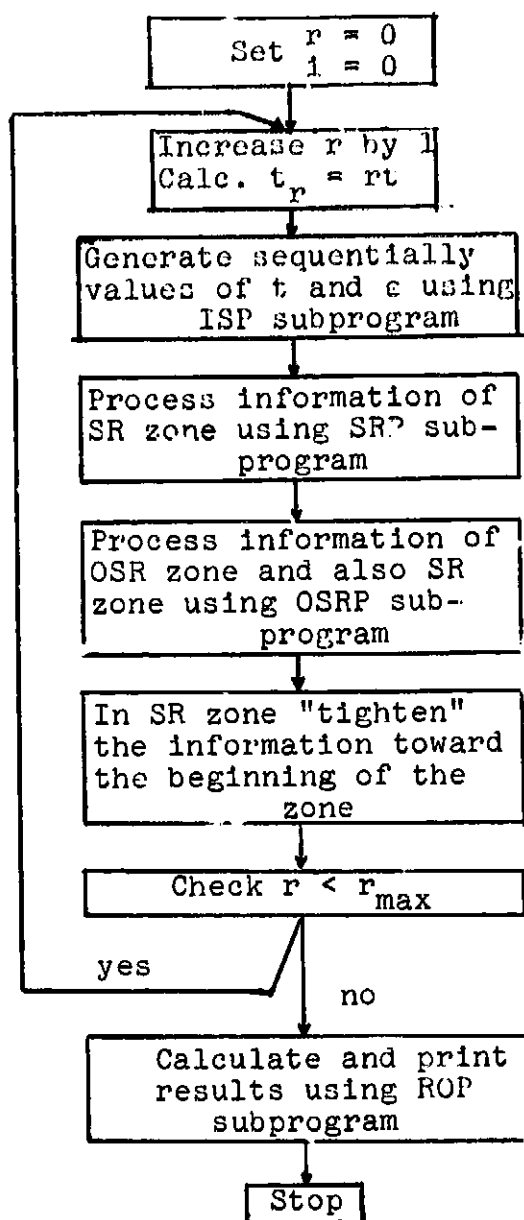 Set r = 0
i = 0
Increase r by 1
Calc. t_r = rt
Generate sequentially
values of t and ε using
ISP subprogram
Process information of
SR zone using SRP sub-
program
Process information of
OSR zone and also SR
zone using OSRP sub-
program
In SR zone "tighten"
the information toward
the beginning of the
zone
Check r < r_max
yes
no
Calculate and print
results using ROP
subprogram
Stop